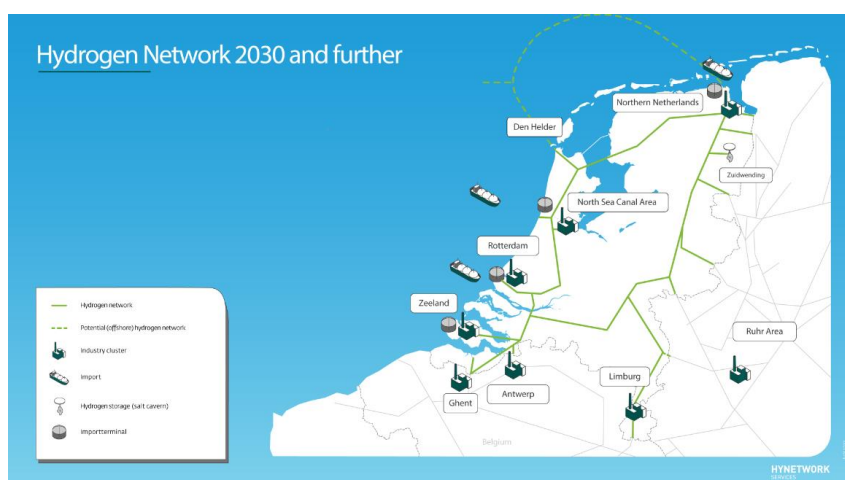 Hydrogen Network 2030 and further
Northern Netherlands
Den Helder
Zuidwending
North Sea Canal Area
Rotterdam
Zeeland
Ruhr Area
Limburg
Antwerp
Ghent
Belgium
Hydrogen network
Potential (offshore) hydrogen network
Industry cluster
Import
Hydrogen storage (salt cavern)
Importterminal
HYNETWORK
SERVICES